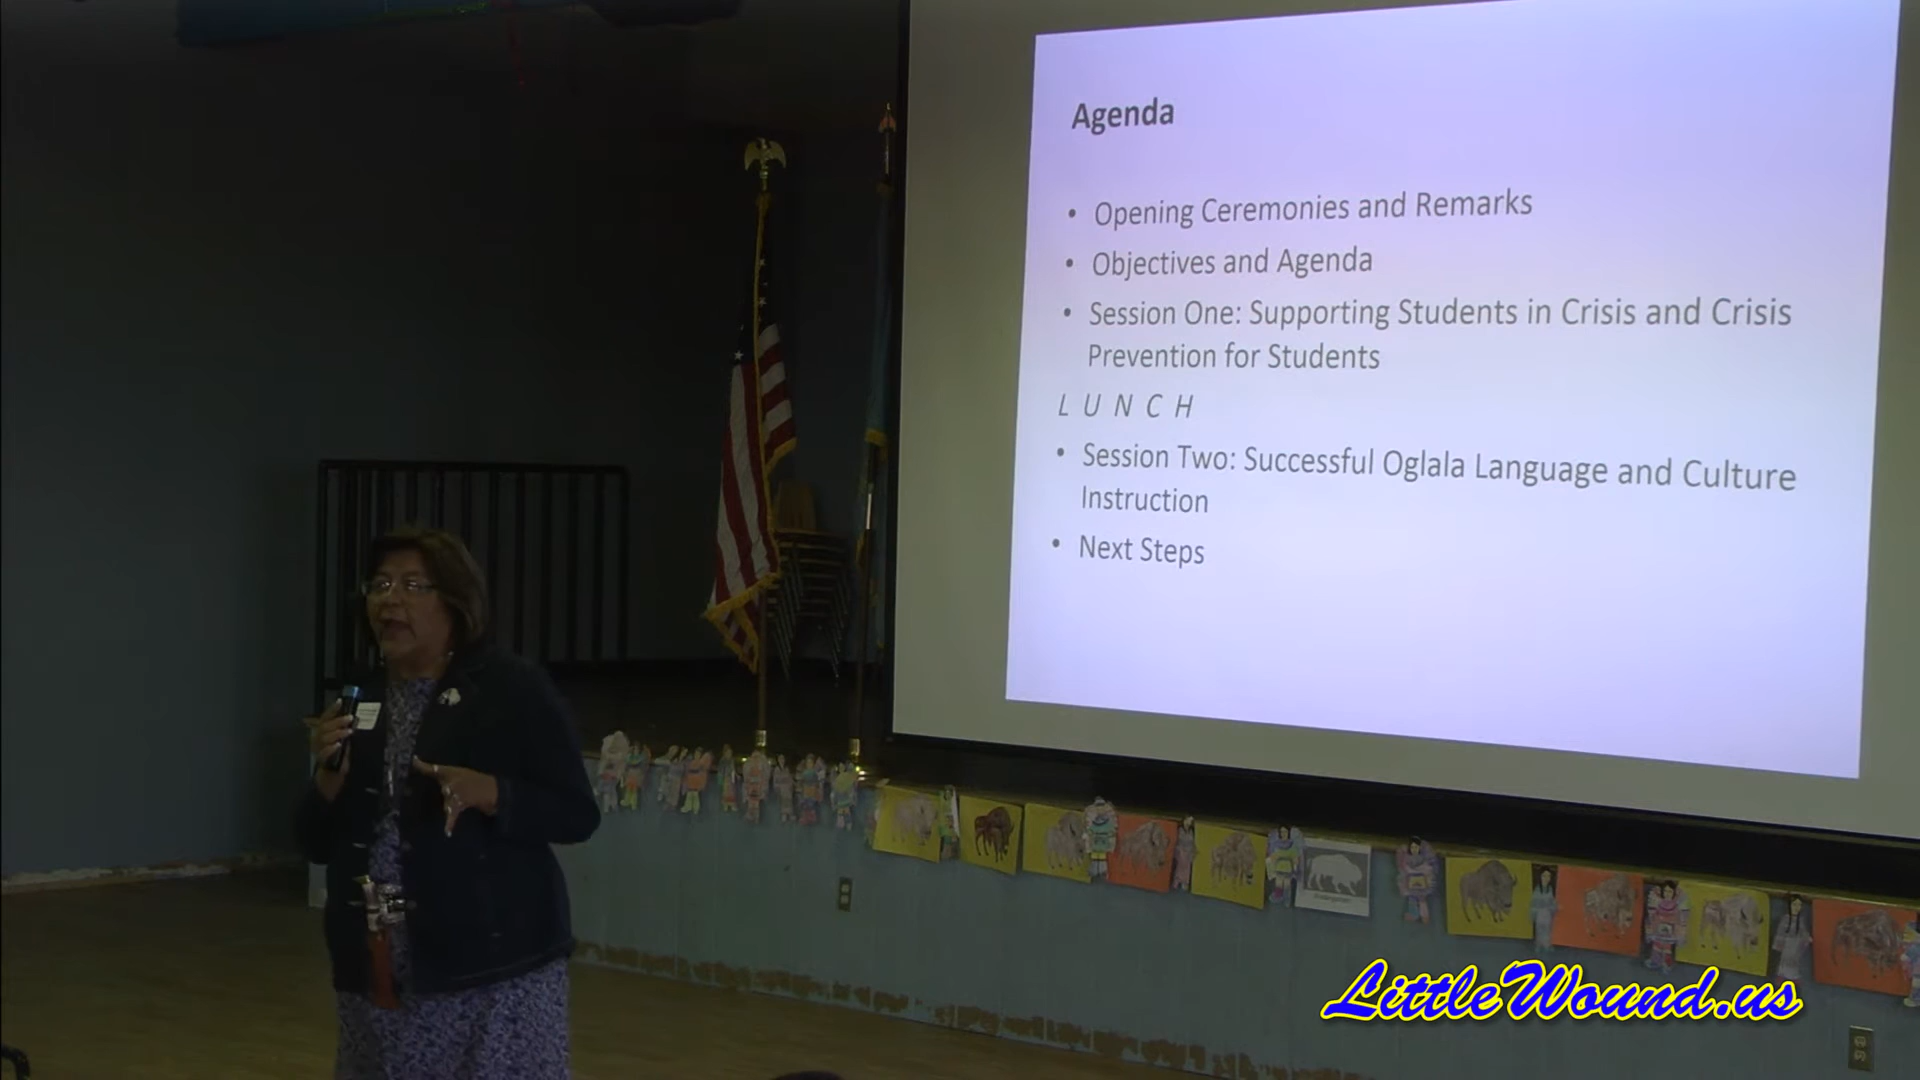 Agenda
• Opening Ceremonies and Remarks
• Objectives and Agenda
• Session One: Supporting Students in Crisis and Crisis
Prevention for Students
L U N C H
• Session Two: Successful Oglala Language and Culture
Instruction
• Next Steps
LittleWound.us